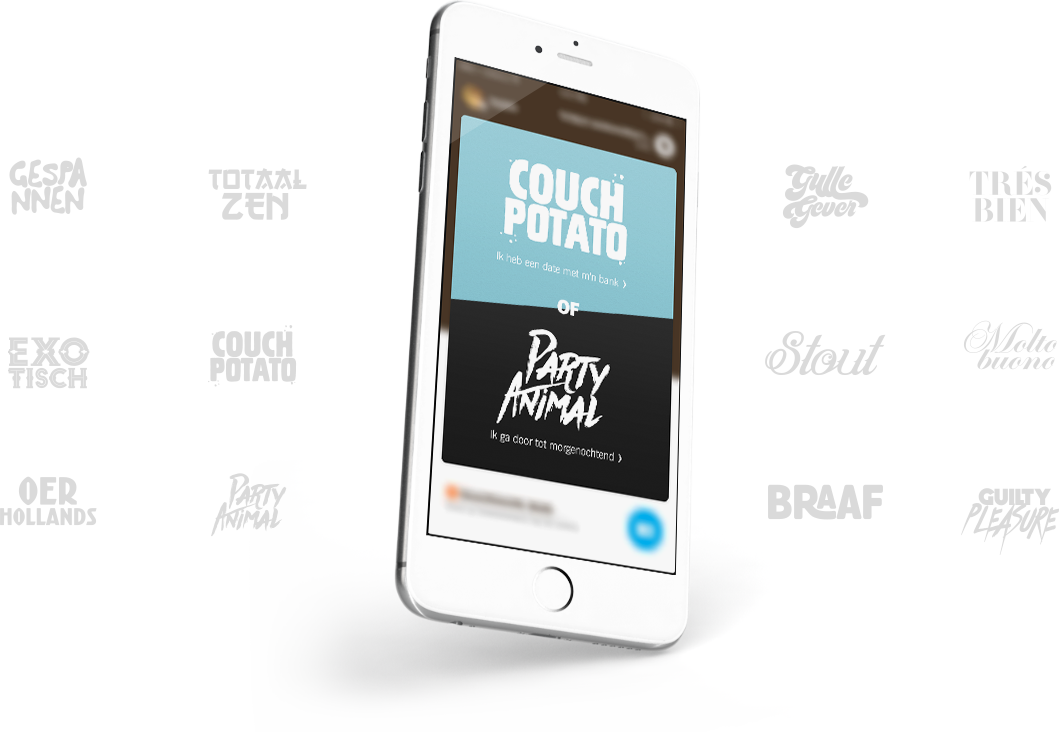 GESPA
NNEN
TOTAAL
ZEN
EXO
TISCH
COUCH
POTATO
OER
HOLLANDS
PARTY
ANIMAL
COUCH
POTATO
Ik heb een date met m'n bank ›
OF
PARTY
ANIMAL
Ik ga door tot morgenochtend ›
Gulle
Gever
TRÉS
BIEN
Stout
Molto
buono
BRAAF
GUILTY
PLEASURE